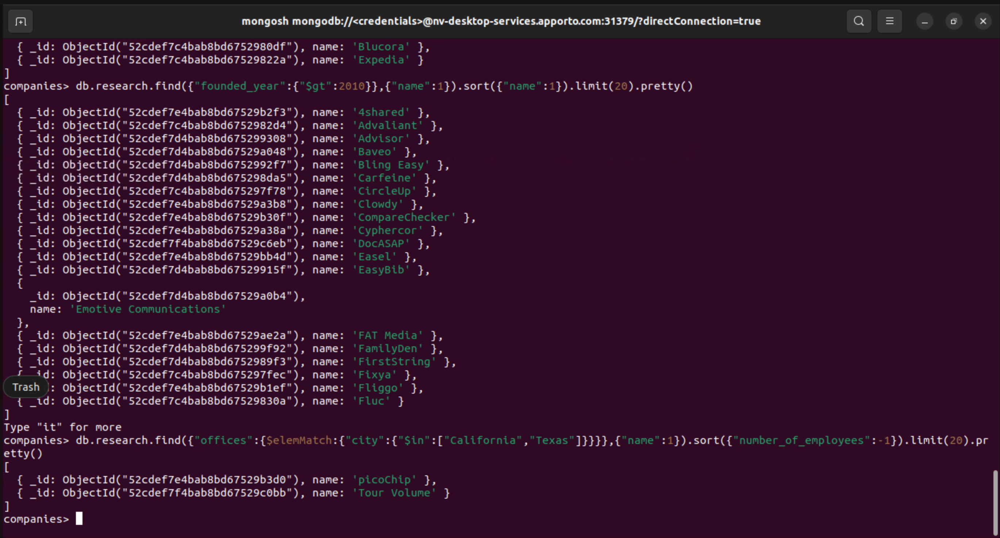 mongosh mongodb://<credentials>@nv-desktop-services.apporto.com:31379/?directConnection=true
{ _id: ObjectId("52cdef7c4bab8bd6752980df"), name: 'Blucora' },
{ _id: ObjectId("52cdef7c4bab8bd67529822a"), name: 'Expedia' }
]
companies> db.research.find({"founded_year":{"$gt":2010}},{"name":1}).sort({"name":1}).limit(20).pretty()
[
{ _id: ObjectId("52cdef7e4bab8bd67529b2f3"), name: '4shared' },
{ _id: ObjectId("52cdef7c4bab8bd6752982d4"), name: 'Advaliant' },
{ _id: ObjectId("52cdef7d4bab8bd675299308"), name: 'Advisor' },
{ _id: ObjectId("52cdef7d4bab8bd67529a048"), name: 'Baveo' },
{ _id: ObjectId("52cdef7d4bab8bd6752992f7"), name: 'Bling Easy' },
{ _id: ObjectId("52cdef7d4bab8bd675298da5"), name: 'Carfeine' },
{ _id: ObjectId("52cdef7c4bab8bd675297f78"), name: 'CircleUp' },
{ _id: ObjectId("52cdef7e4bab8bd67529a3b8"), name: 'Clowdy' },
{ _id: ObjectId("52cdef7e4bab8bd67529b30f"), name: 'CompareChecker' },
{ _id: ObjectId("52cdef7e4bab8bd67529a38a"), name: 'Cyphercor' },
{ _id: ObjectId("52cdef7f4bab8bd67529c6eb"), name: 'DocASAP' },
{ _id: ObjectId("52cdef7e4bab8bd67529bb4d"), name: 'Easel' },
{ _id: ObjectId("52cdef7d4bab8bd67529915f"), name: 'EasyBib' },
{
_id: ObjectId("52cdef7d4bab8bd67529a0b4"),
name: 'Emotive Communications'
},
{ _id: ObjectId("52cdef7e4bab8bd67529ae2a"), name: 'FAT Media' },
{ _id: ObjectId("52cdef7d4bab8bd675299f92"), name: 'FamilyDen' },
{ _id: ObjectId("52cdef7d4bab8bd6752989f3"), name: 'FirstString' },
{ _id: ObjectId("52cdef7c4bab8bd675297fec"), name: 'Fixya' },
Trash d: ObjectId("52cdef7e4bab8bd67529b1ef"), name: 'Fliggo' },
{ _id: ObjectId("52cdef7c4bab8bd67529830a"), name: 'Fluc' }
]
Type "it" for more
companies> db.research.find({"offices":{$elemMatch:{"city":{"$in":["California","Texas"]}}}},{"name":1}).sort({"number_of_employees":-1}).limit(20).pr
etty()
[
{ _id: ObjectId("52cdef7e4bab8bd67529b3d0"), name: 'picoChip' },
{ _id: ObjectId("52cdef7f4bab8bd67529c0bb"), name: 'Tour Volume' }
]
companies>